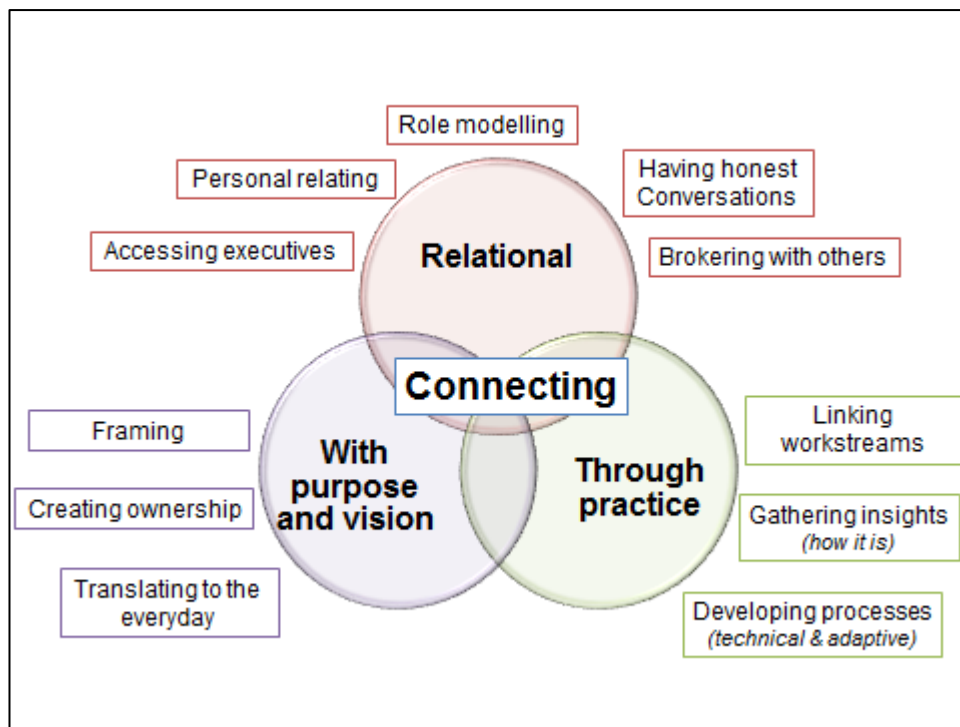 Role modelling
Personal relating
Having honest
Conversations
Accessing executives
Relational
Brokering with others
Connecting
Framing
Creating ownership
Translating to the
everyday
With
purpose
and vision
Through
practice
Linking
workstreams
Gathering insights
(how it is)
Developing processes
(technical & adaptive)